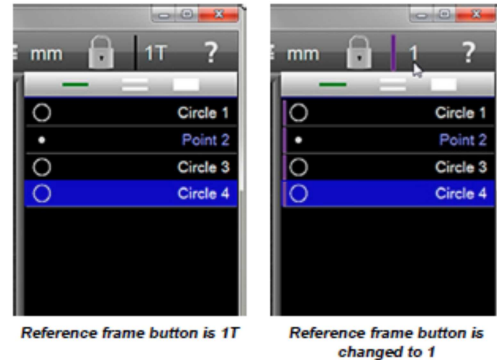 mm 1T ?
Circle 1
Point 2
Circle 3
Circle 4
Reference frame button is 1T
mm 1 ?
Circle 1
Point 2
Circle 3
Circle 4
Reference frame button is
changed to 1